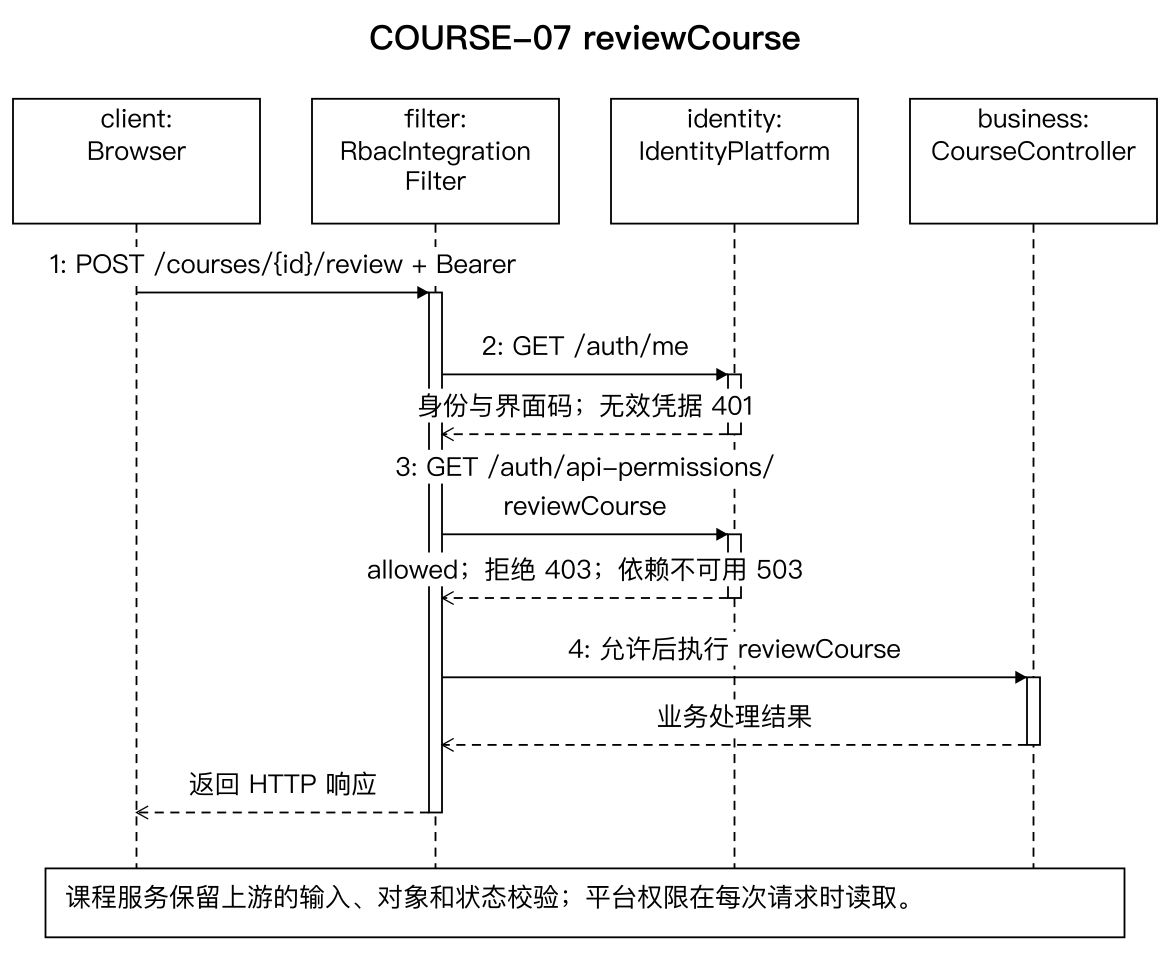 COURSE–07 reviewCourse
client:
Browser
filter:
RbacIntegration
Filter
identity:
IdentityPlatform
business:
CourseController
1: POST /courses/{id}/review + Bearer
2: GET /auth/me
身份与界面码；无效凭据 401
3: GET /auth/api–permissions/
reviewCourse
allowed；拒绝 403；依赖不可用 503
4: 允许后执行 reviewCourse
业务处理结果
返回 HTTP 响应
课程服务保留上游的输入、对象和状态校验；平台权限在每次请求时读取。